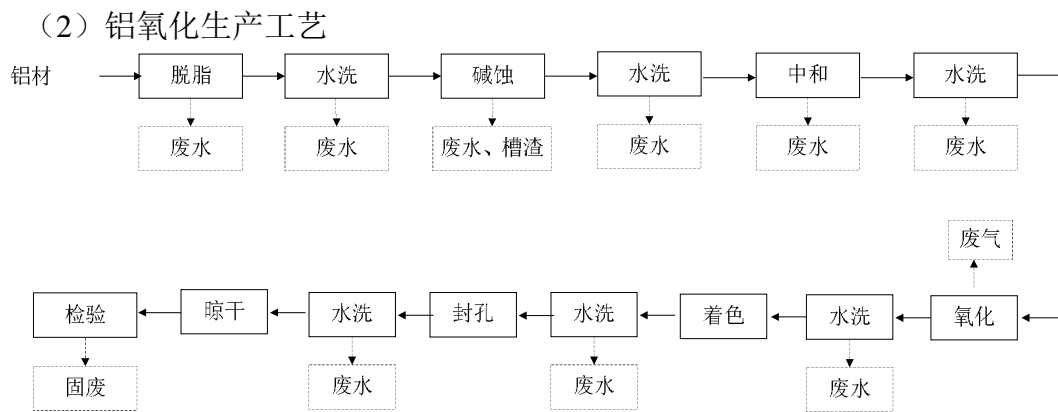 （2）铝氧化生产工艺
铝材 脱脂 水洗 碱蚀 水洗 中和 水洗
废水 废水 废水、槽渣 废水 废水 废水
废气
检验 晾干 水洗 封孔 水洗 着色 水洗 氧化
固废 废水 废水 废水